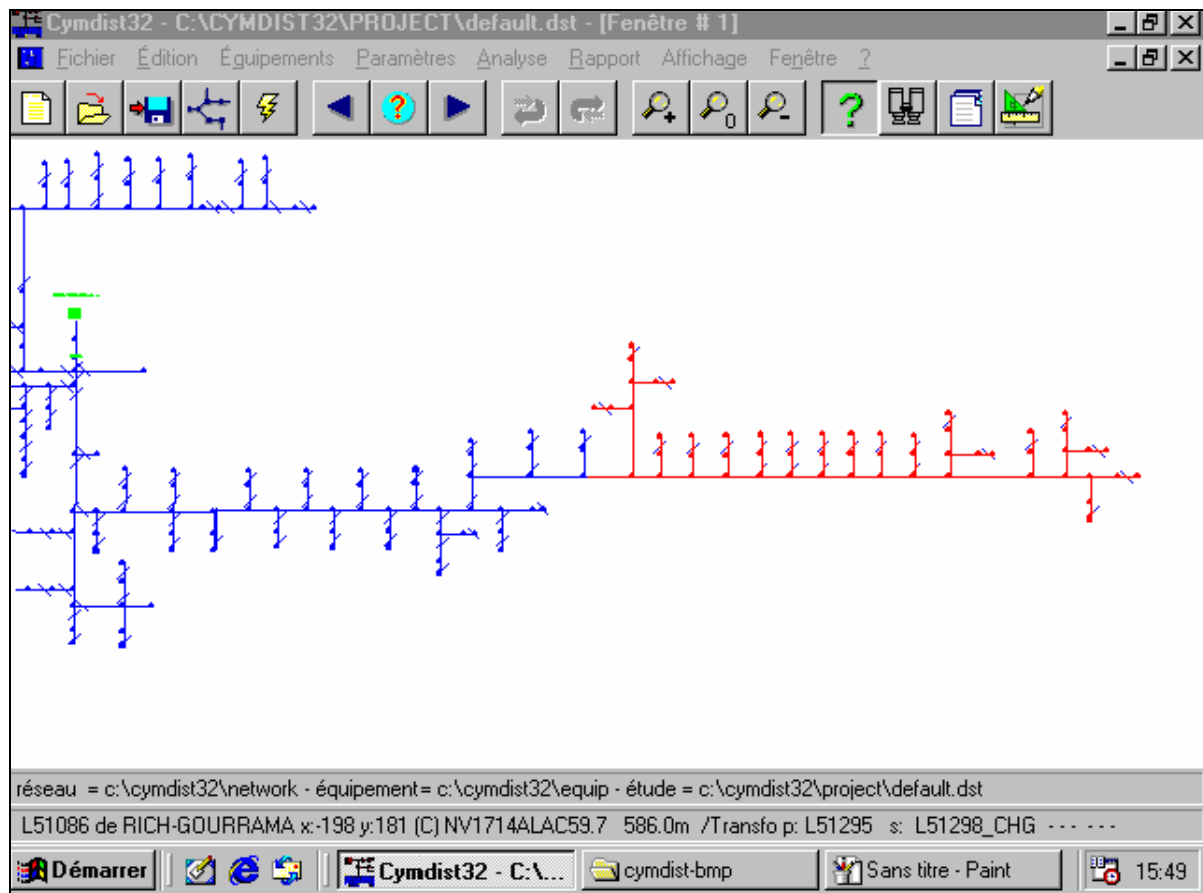 Cymdist32 - C:\CYMDIST32\PROJECT\default.dst - [Fenêtre # 1]
Fichier Édition Équipements Paramètres Analyse Rapport Affichage Fenêtre ?
? + 0 - ?
réseau = c:\cymdist32\network - équipement= c:\cymdist32\equip - étude = c:\cymdist32\project\default.dst
L51086 de RICH-GOURRAMA x:-198 y:181 (C) NV1714ALAC59.7 586.0m /Transfo p: L51295 s: L51298_CHG --- ---
Démarrer Cymdist32 - C:\... cymdist-bmp Sans titre - Paint 15:49